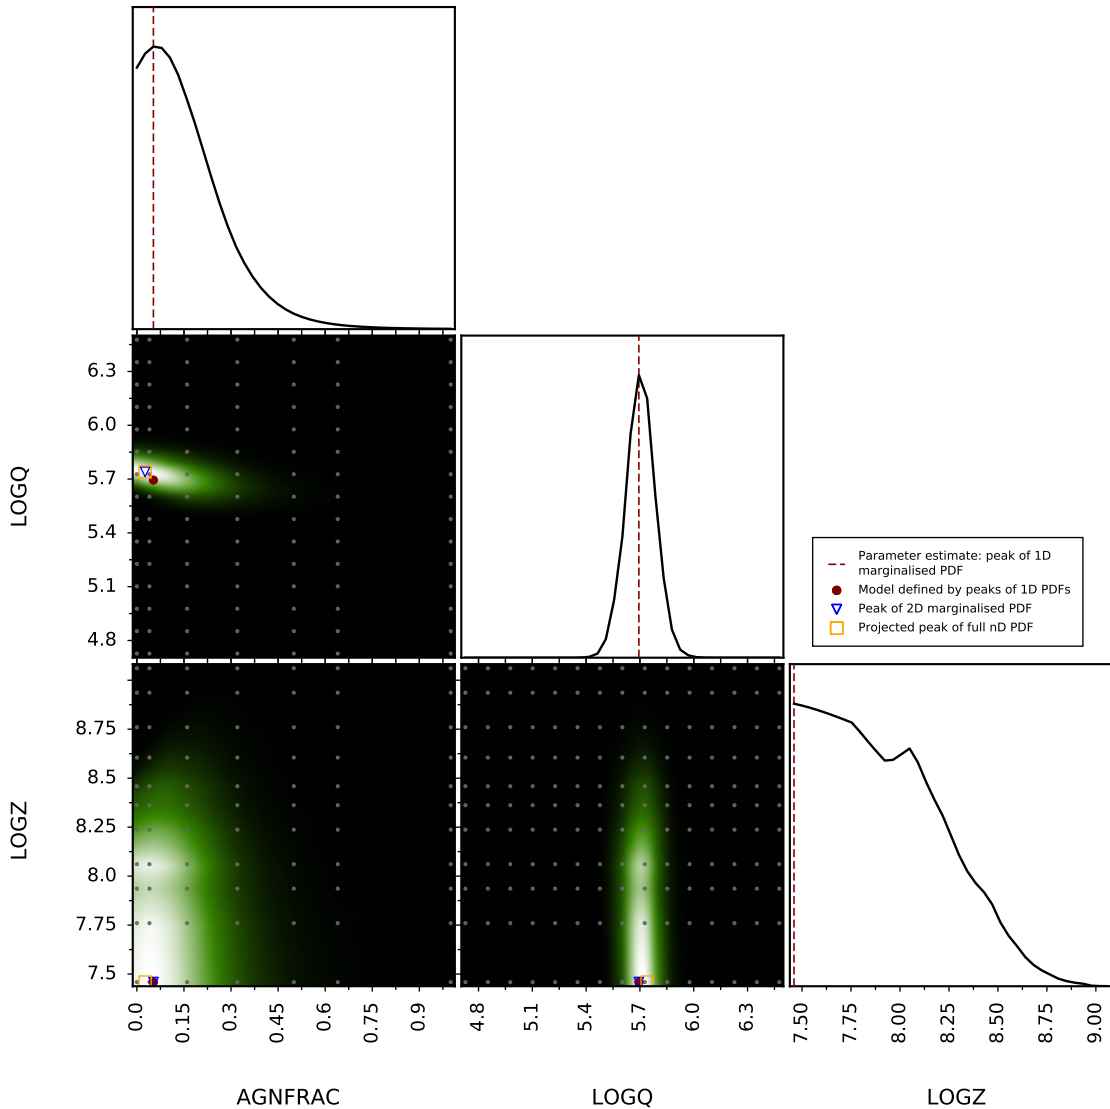 6.3
6.0
5.7
5.4
5.1
4.8
LOGQ
Parameter estimate: peak of 1D
marginalised PDF
Model defined by peaks of 1D PDFs
Peak of 2D marginalised PDF
Projected peak of full nD PDF
8.75
8.5
8.25
8.0
7.75
7.5
LOGZ
0.0 0.15 0.3 0.45 0.6 0.75 0.9
4.8 5.1 5.4 5.7 6.0 6.3
7.50 7.75 8.00 8.25 8.50 8.75 9.00
AGNFRAC LOGQ LOGZ